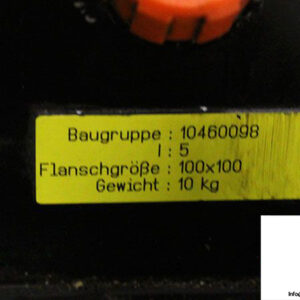 Baugruppe : 10460098
I : 5
Flanschgröße : 100x100
Gewicht : 10 kg